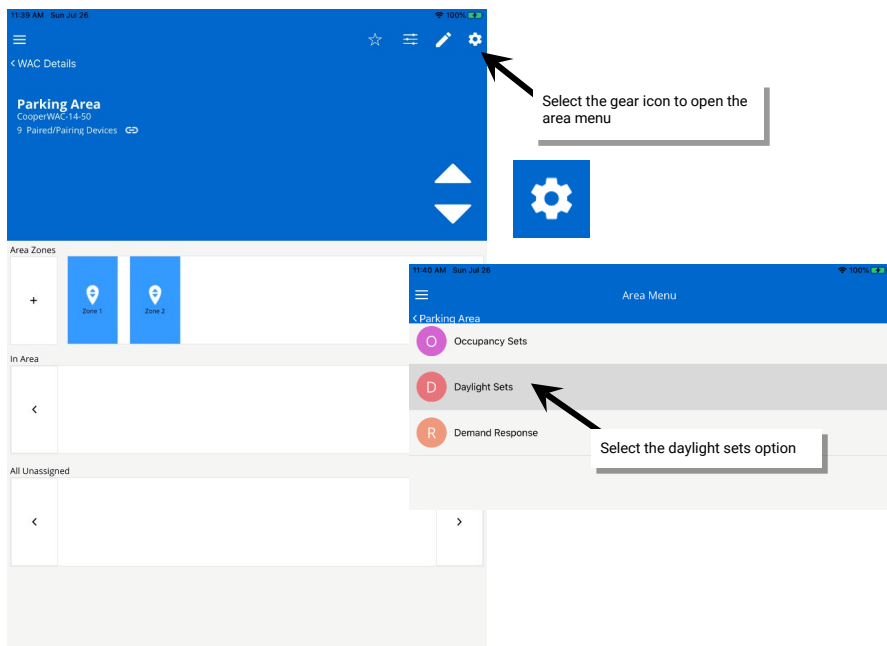 11:39 AM Sun Jul 26
100%
< WAC Details
Parking Area
CooperWAC-14-50
9 Paired/Pairing Devices
Select the gear icon to open the
area menu
Area Zones
+
Zone 1
Zone 2
In Area
<
All Unassigned
<
>
11:40 AM Sun Jul 26
100%
Area Menu
< Parking Area
O Occupancy Sets
D Daylight Sets
R Demand Response
Select the daylight sets option